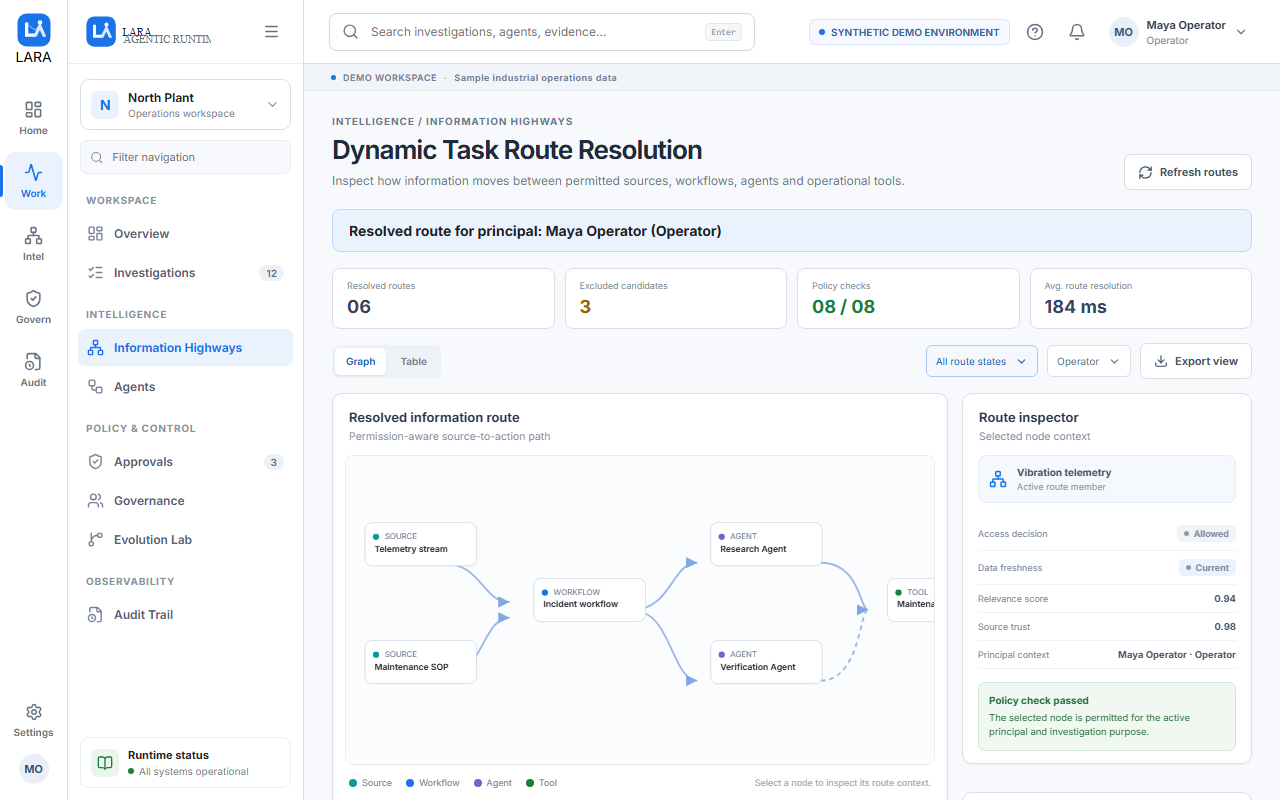 LARA
Home
Work
Intel
Govern
Audit
Settings
MO
LARA
AGENTIC RUNTIM
N
North Plant
Operations workspace
Filter navigation
WORKSPACE
Overview
Investigations
12
INTELLIGENCE
Information Highways
Agents
POLICY & CONTROL
Approvals
3
Governance
Evolution Lab
OBSERVABILITY
Audit Trail
Runtime status
All systems operational
Search investigations, agents, evidence...
Enter
SYNTHETIC DEMO ENVIRONMENT
MO
Maya Operator
Operator
DEMO WORKSPACE · Sample industrial operations data
INTELLIGENCE / INFORMATION HIGHWAYS
Dynamic Task Route Resolution
Inspect how information moves between permitted sources, workflows, agents and operational tools.
Refresh routes
Resolved route for principal: Maya Operator (Operator)
Resolved routes
06
Excluded candidates
3
Policy checks
08 / 08
Avg. route resolution
184 ms
Graph
Table
All route states
Operator
Export view
Resolved information route
Permission-aware source-to-action path
SOURCE
Telemetry stream
SOURCE
Maintenance SOP
WORKFLOW
Incident workflow
AGENT
Research Agent
AGENT
Verification Agent
TOOL
Maintena
Source
Workflow
Agent
Tool
Select a node to inspect its route context.
Route inspector
Selected node context
Vibration telemetry
Active route member
Access decision
Allowed
Data freshness
Current
Relevance score
0.94
Source trust
0.98
Principal context
Maya Operator · Operator
Policy check passed
The selected node is permitted for the active
principal and investigation purpose.